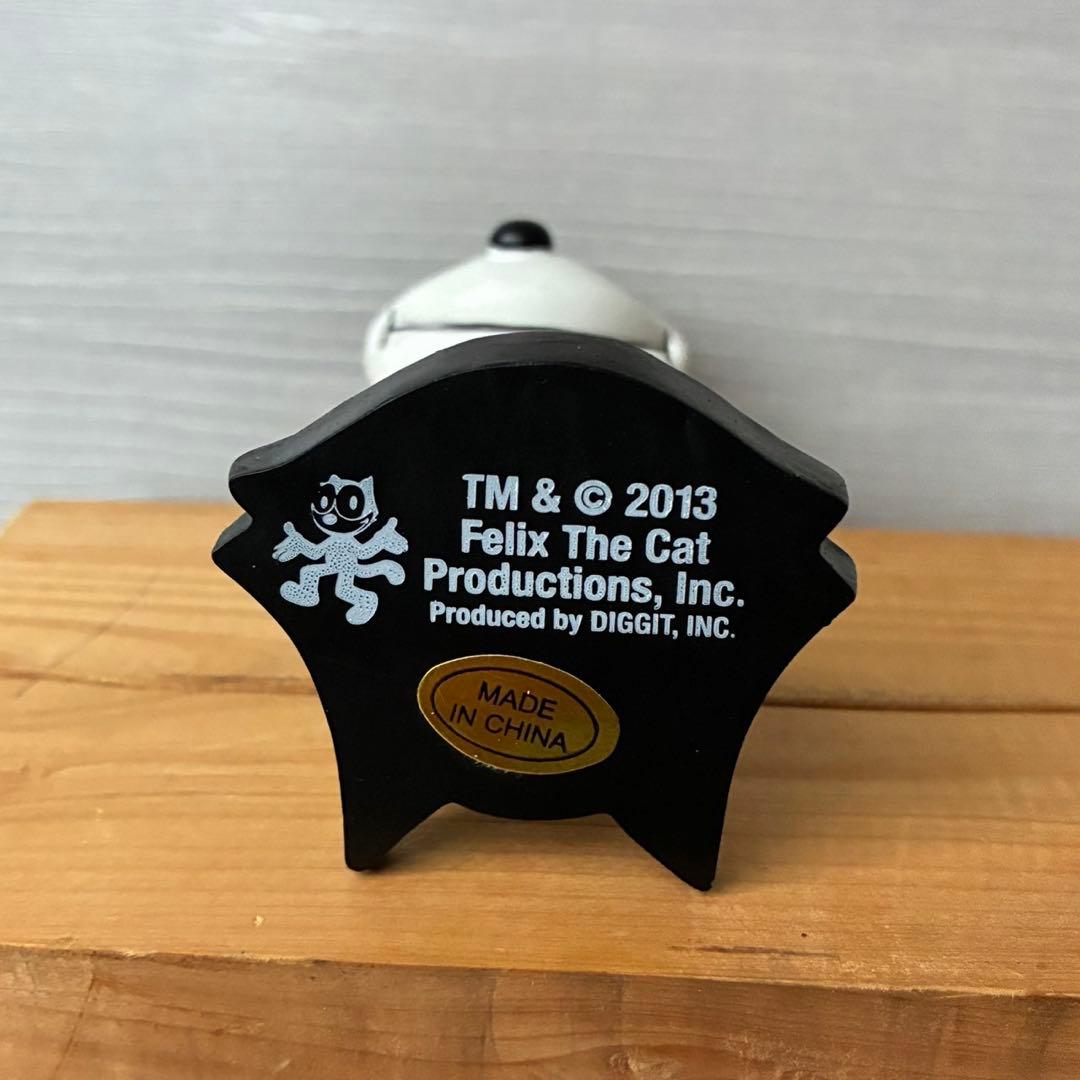 TM & © 2013
Felix The Cat
Productions, Inc.
Produced by DIGGIT, INC.
MADE
IN CHINA